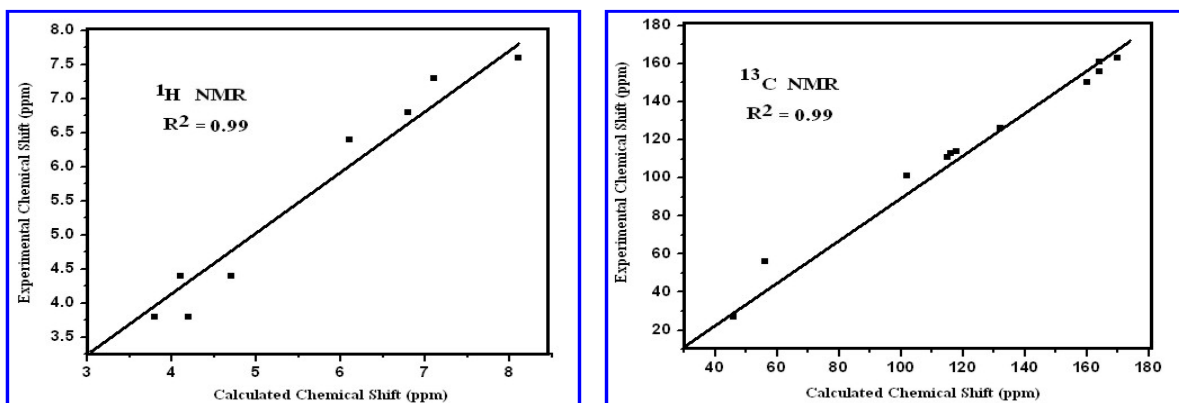 8.0
7.5
7.0
6.5
6.0
5.5
5.0
4.5
4.0
3.5
Experimental Chemical Shift (ppm)
¹H NMR
R² = 0.99
3 4 5 6 7 8
Calculated Chemical Shift (ppm)
180
160
140
120
100
80
60
40
20
Experimental Chemical Shift (ppm)
¹³C NMR
R² = 0.99
40 60 80 100 120 140 160 180
Calculated Chemical Shift (ppm)